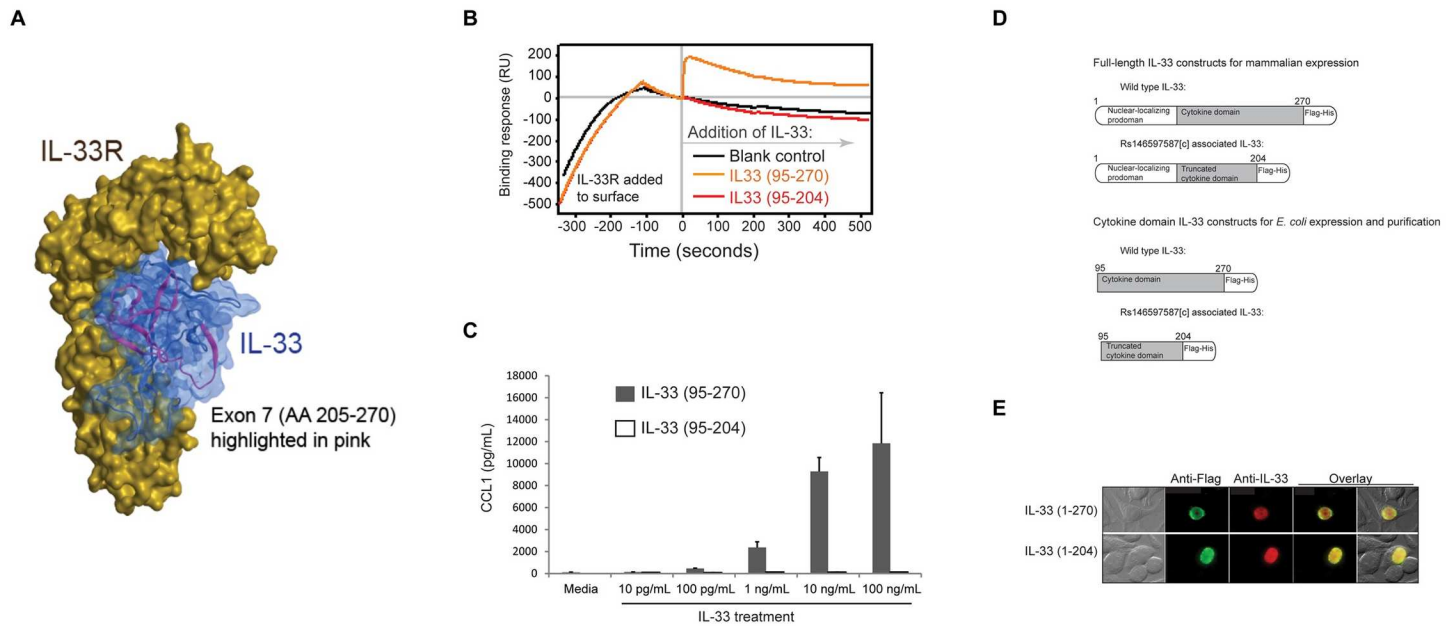 A
IL-33R
IL-33
Exon 7 (AA 205-270)
highlighted in pink
B
Binding response (RU)
200
100
0
-100
-200
-300
-400
-500
Addition of IL-33:
Blank control
IL33 (95-270)
IL33 (95-204)
IL-33R added
to surface
-300 -200 -100 0 100 200 300 400 500
Time (seconds)
C
CCL1 (pg/mL)
18000
16000
14000
12000
10000
8000
6000
4000
2000
0
IL-33 (95-270)
IL-33 (95-204)
Media 10 pg/mL 100 pg/mL 1 ng/mL 10 ng/mL 100 ng/mL
IL-33 treatment
D
Full-length IL-33 constructs for mammalian expression
Wild type IL-33:
1 270
Nuclear-localizing
prodoman
Cytokine domain
Flag-His
Rs146597587[c] associated IL-33:
1 204
Nuclear-localizing
prodoman
Truncated
cytokine domain
Flag-His
Cytokine domain IL-33 constructs for E. coli expression and purification
Wild type IL-33:
95 270
Cytokine domain
Flag-His
Rs146597587[c] associated IL-33:
95 204
Truncated
cytokine domain
Flag-His
E
Anti-Flag Anti-IL-33 Overlay
IL-33 (1-270)
IL-33 (1-204)